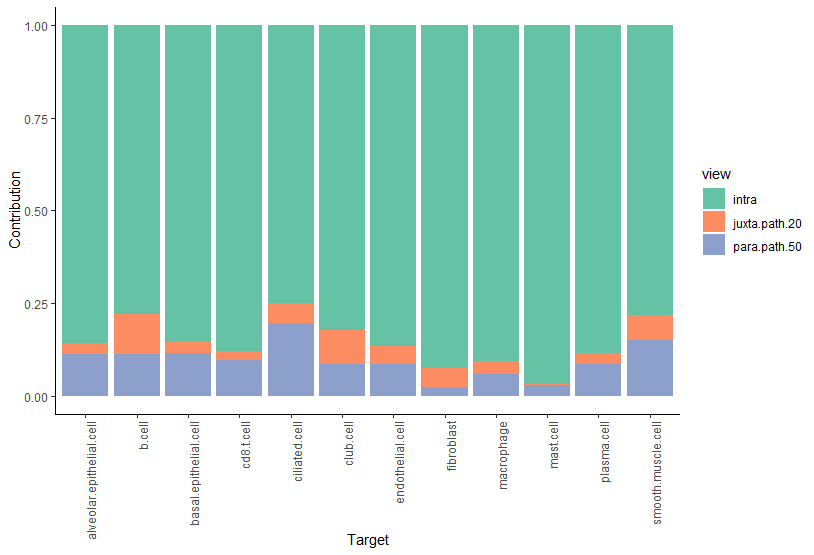 1.00
0.75
0.50
0.25
0.00
Contribution
alveolar.epithelial.cell
b.cell
basal.epithelial.cell
cd8.t.cell
ciliated.cell
club.cell
endothelial.cell
fibroblast
macrophage
mast.cell
plasma.cell
smooth.muscle.cell
Target
view
intra
juxta.path.20
para.path.50